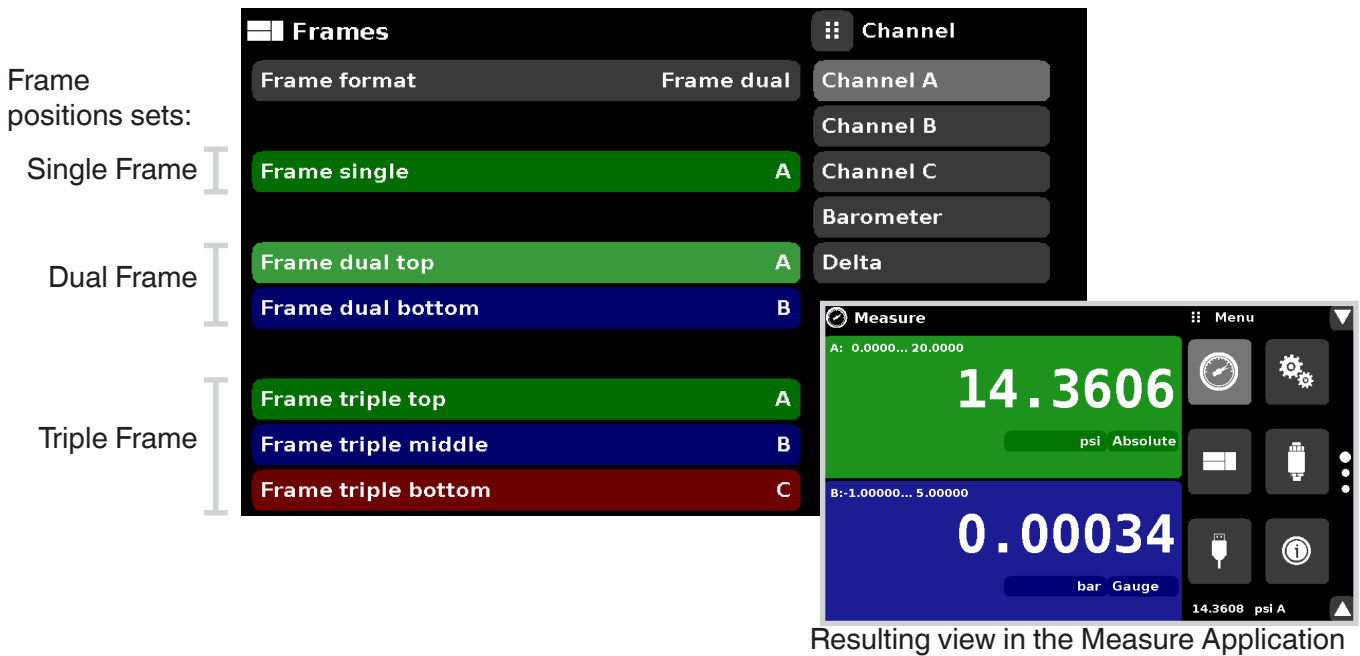 Frame
positions sets:
Single Frame
Dual Frame
Triple Frame
Frames
Frame format Frame dual
Frame single A
Frame dual top A
Frame dual bottom B
Frame triple top A
Frame triple middle B
Frame triple bottom C
Channel
Channel A
Channel B
Channel C
Barometer
Delta
Measure
A: 0.0000... 20.0000
14.3606
psi Absolute
B:-1.00000... 5.00000
0.00034
bar Gauge
Menu
14.3608 psi A
Resulting view in the Measure Application